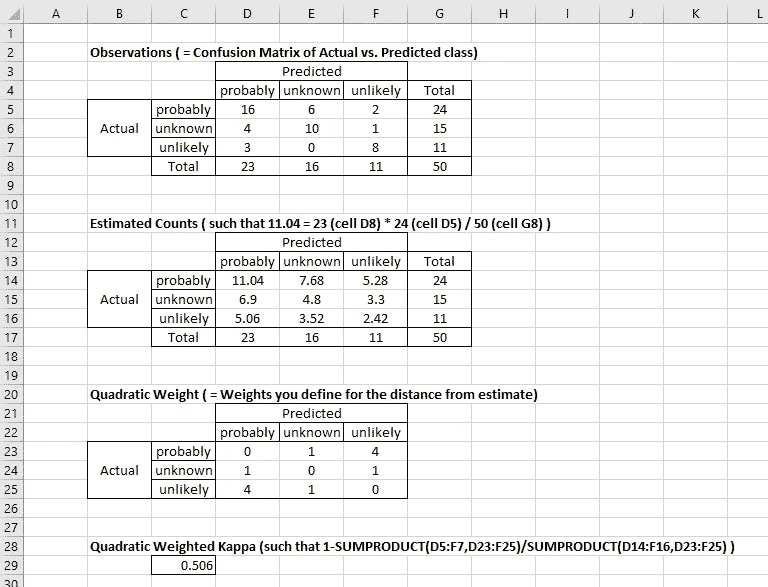 A B C D E F G H I J K L
1
2 Observations ( = Confusion Matrix of Actual vs. Predicted class)
3 Predicted
4 probably unknown unlikely Total
5 probably 16 6 2 24
6 Actual unknown 4 10 1 15
7 unlikely 3 0 8 11
8 Total 23 16 11 50
9
10
11 Estimated Counts ( such that 11.04 = 23 (cell D8) * 24 (cell D5) / 50 (cell G8) )
12 Predicted
13 probably unknown unlikely Total
14 probably 11.04 7.68 5.28 24
15 Actual unknown 6.9 4.8 3.3 15
16 unlikely 5.06 3.52 2.42 11
17 Total 23 16 11 50
18
19
20 Quadratic Weight ( = Weights you define for the distance from estimate)
21 Predicted
22 probably unknown unlikely
23 probably 0 1 4
24 Actual unknown 1 0 1
25 unlikely 4 1 0
26
27
28 Quadratic Weighted Kappa (such that 1-SUMPRODUCT(D5:F7,D23:F25)/SUMPRODUCT(D14:F16,D23:F25) )
29 0.506
30